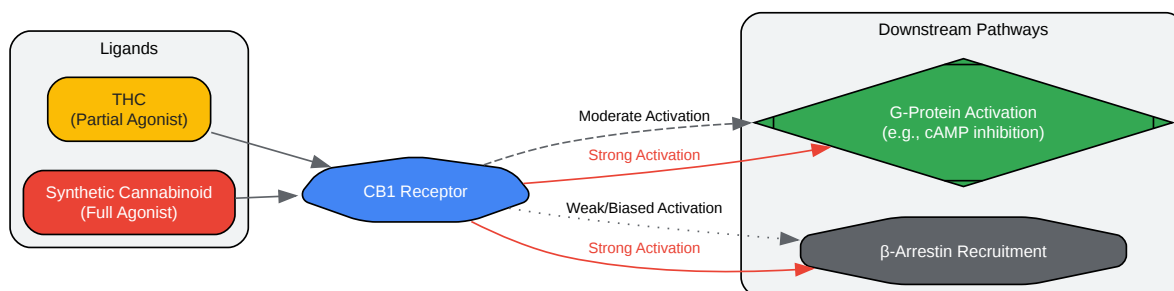 Ligands
THC
(Partial Agonist)
Synthetic Cannabinoid
(Full Agonist)
CB1 Receptor
Moderate Activation
Strong Activation
Weak/Biased Activation
Strong Activation
Downstream Pathways
G-Protein Activation
(e.g., cAMP inhibition)
β-Arrestin Recruitment